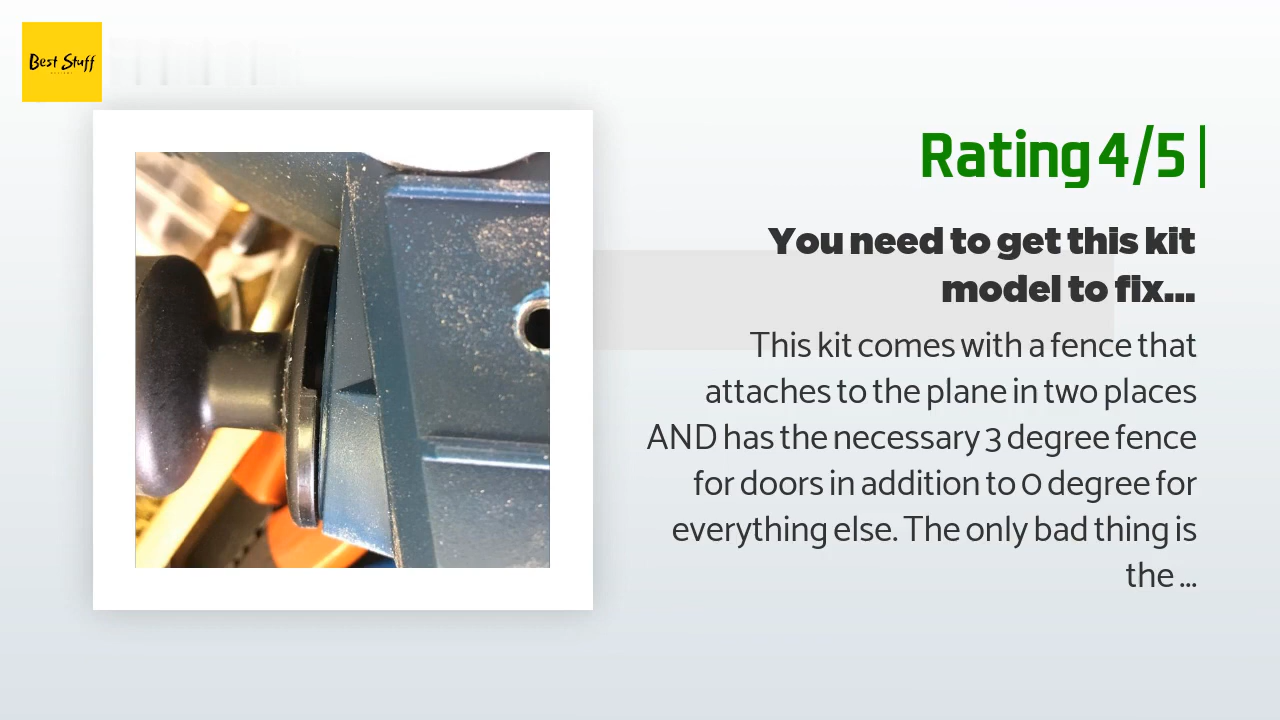 Best Stuff
Rating 4/5
You need to get this kit
model to fix...
This kit comes with a fence that
attaches to the plane in two places
AND has the necessary 3 degree fence
for doors in addition to 0 degree for
everything else. The only bad thing is
the ...